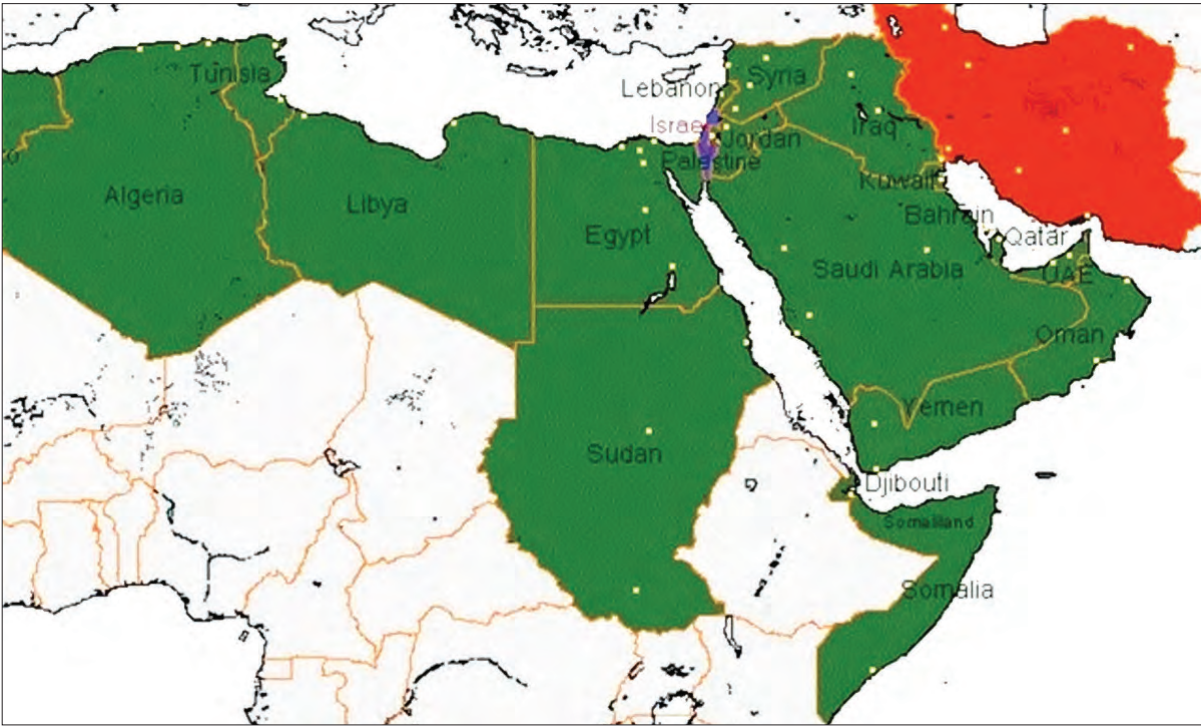 Tunisia
Syria
Lebanon
Israel
Iraq
Jordan
Palestine
Kuwait
Algeria
Libya
Bahrain
Egypt
Qatar
Saudi Arabia
UAE
Oman
Yemen
Sudan
Djibouti
Somaliland
Somalia